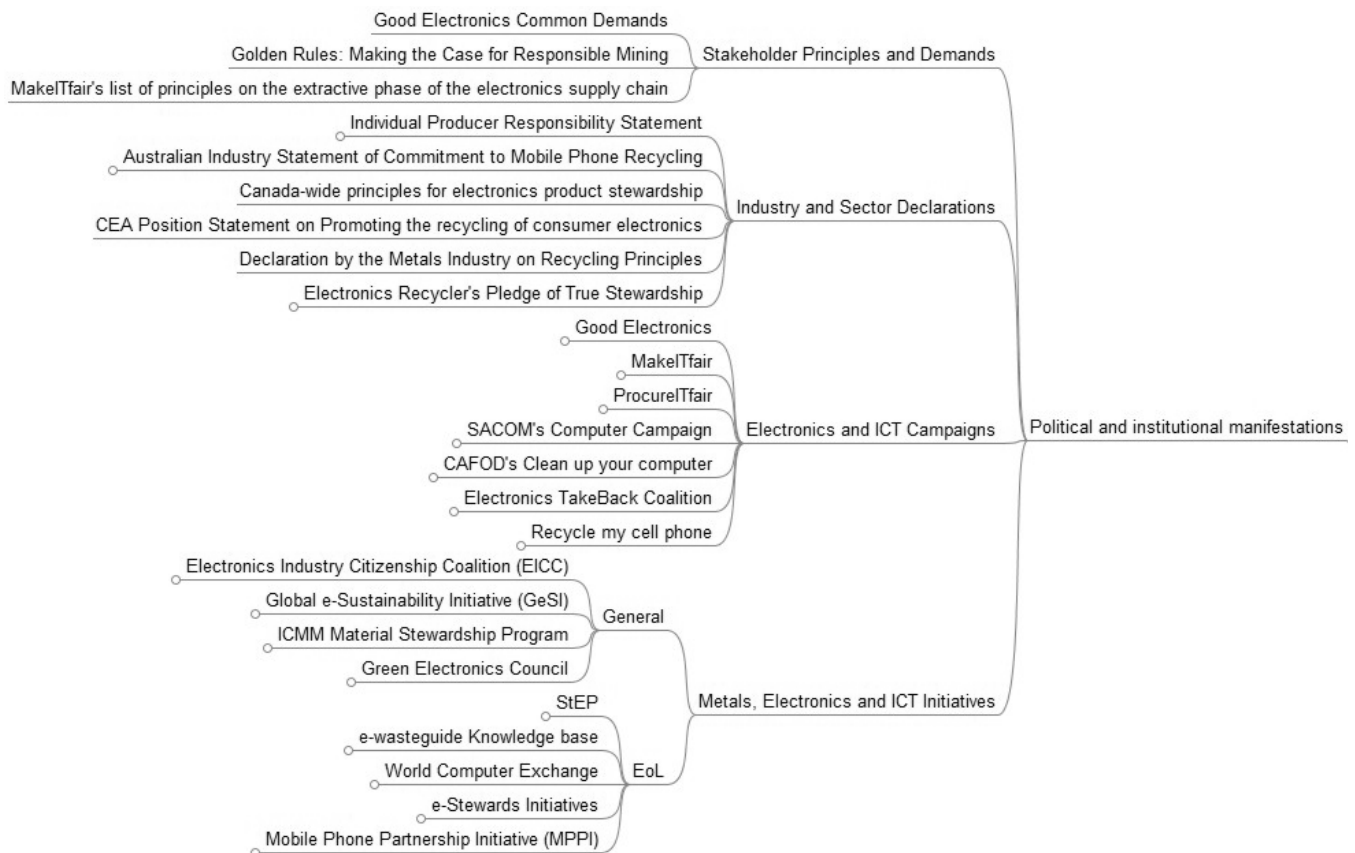 Good Electronics Common Demands
Golden Rules: Making the Case for Responsible Mining
MakeITfair's list of principles on the extractive phase of the electronics supply chain
Stakeholder Principles and Demands
Individual Producer Responsibility Statement
Australian Industry Statement of Commitment to Mobile Phone Recycling
Canada-wide principles for electronics product stewardship
CEA Position Statement on Promoting the recycling of consumer electronics
Declaration by the Metals Industry on Recycling Principles
Electronics Recycler's Pledge of True Stewardship
Industry and Sector Declarations
Good Electronics
MakeITfair
ProcureITfair
SACOM's Computer Campaign
CAFOD's Clean up your computer
Electronics TakeBack Coalition
Recycle my cell phone
Electronics and ICT Campaigns
Political and institutional manifestations
Electronics Industry Citizenship Coalition (EICC)
Global e-Sustainability Initiative (GeSI)
ICMM Material Stewardship Program
Green Electronics Council
General
StEP
e-wasteguide Knowledge base
World Computer Exchange
e-Stewards Initiatives
Mobile Phone Partnership Initiative (MPPI)
EoL
Metals, Electronics and ICT Initiatives